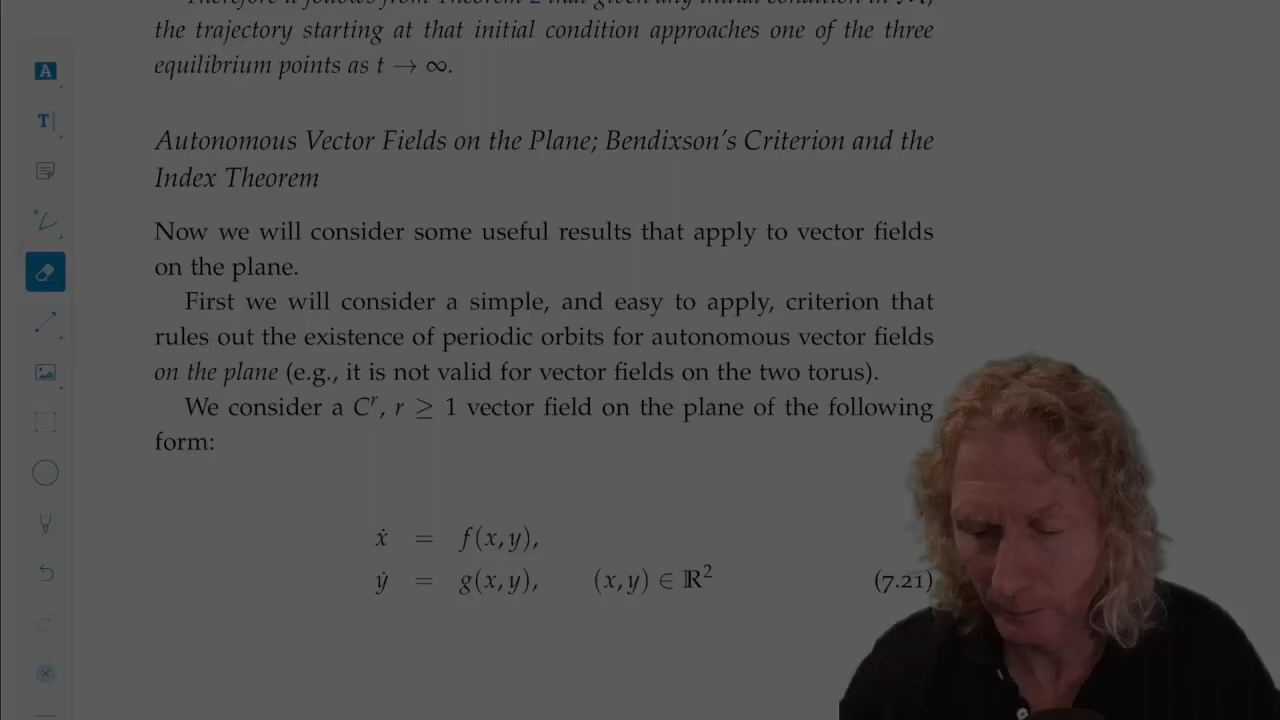 the trajectory starting at that initial condition approaches one of the three
equilibrium points as t → ∞.
Autonomous Vector Fields on the Plane; Bendixson's Criterion and the
Index Theorem
Now we will consider some useful results that apply to vector fields
on the plane.
First we will consider a simple, and easy to apply, criterion that
rules out the existence of periodic orbits for autonomous vector fields
on the plane (e.g., it is not valid for vector fields on the two torus).
We consider a Cʳ, r ≥ 1 vector field on the plane of the following
form:
ẋ = f(x, y),
ẏ = g(x, y), (x, y) ∈ ℝ² (7.21)
A
T